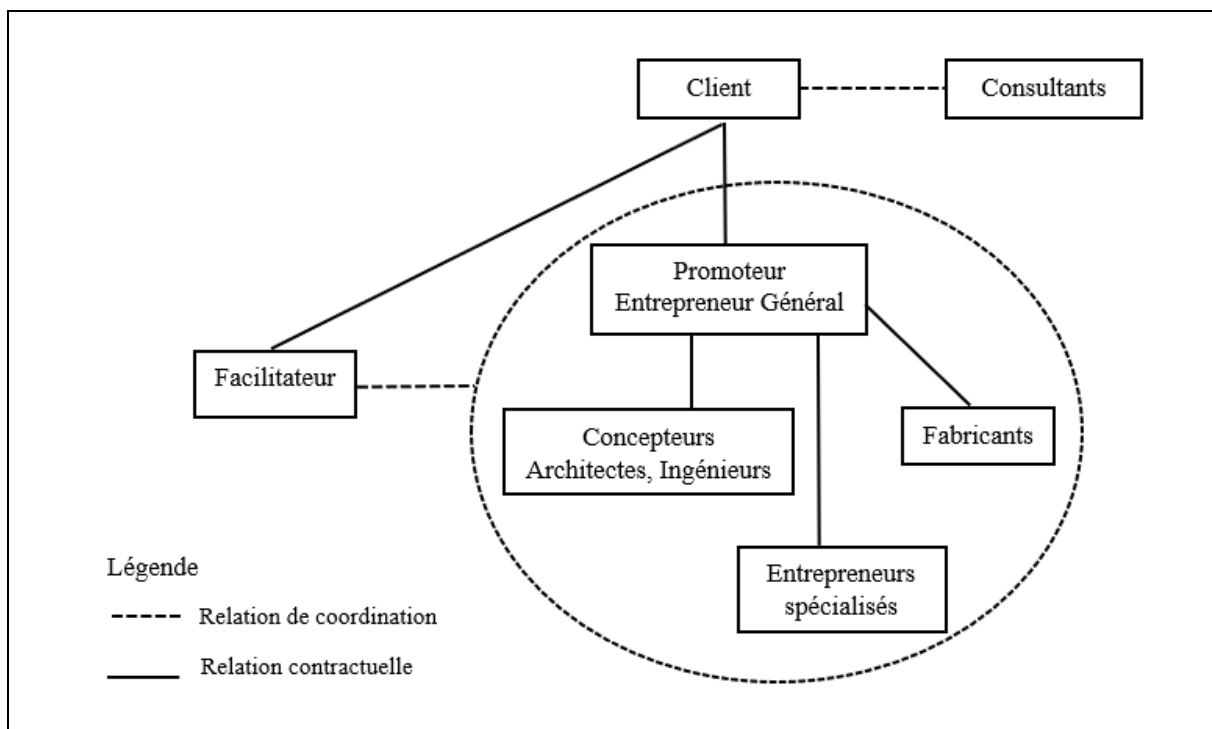 Client
Consultants
Promoteur
Entrepreneur Général
Facilitateur
Concepteurs
Architectes, Ingénieurs
Fabricants
Entrepreneurs
spécialisés
Légende
Relation de coordination
Relation contractuelle